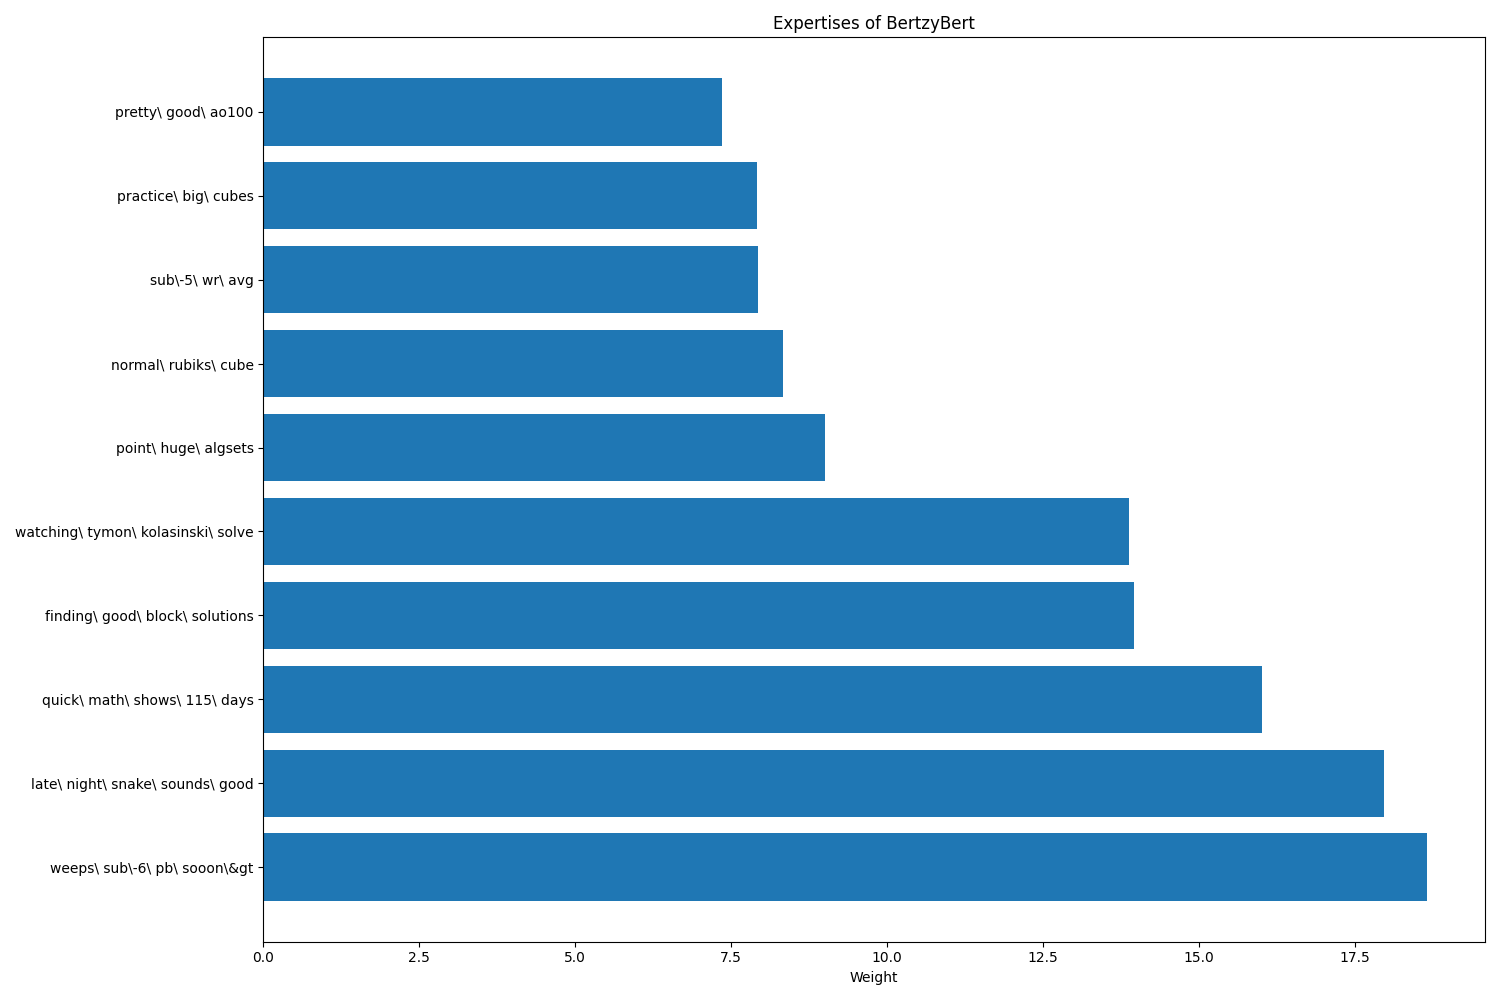 Expertises of BertzyBert
pretty\ good\ ao100
practice\ big\ cubes
sub\-5\ wr\ avg
normal\ rubiks\ cube
point\ huge\ algsets
watching\ tymon\ kolasinski\ solve
finding\ good\ block\ solutions
quick\ math\ shows\ 115\ days
late\ night\ snake\ sounds\ good
weeps\ sub\-6\ pb\ sooon\&gt
0.0 2.5 5.0 7.5 10.0 12.5 15.0 17.5
Weight